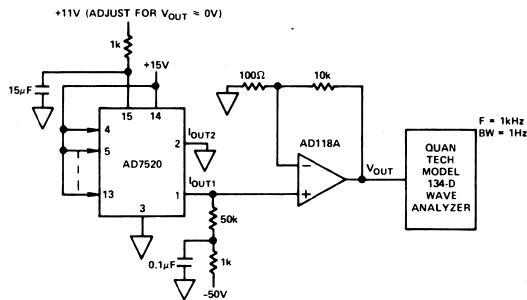 +11V (ADJUST FOR VOUT ≈ 0V)
1k
+15V
15µF
15
14
4
5
13
AD7520
2
IOUT2
1
IOUT1
3
50k
0.1µF
1k
-50V
100Ω
10k
AD118A
−
+
VOUT
QUAN
TECH
MODEL
134-D
WAVE
ANALYZER
F = 1kHz
BW = 1Hz